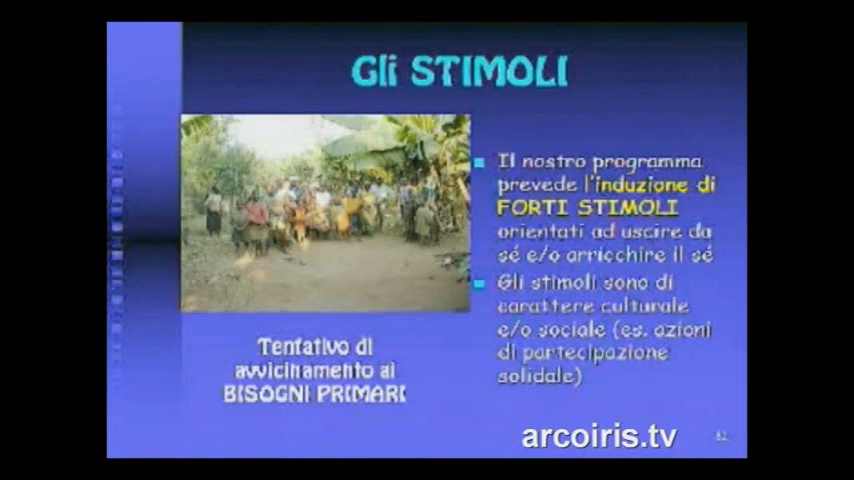 Gli STIMOLI
Il nostro programma
prevede l'induzione di
FORTI STIMOLI
orientati ad uscire da
sé e/o arricchire il sé
Gli stimoli sono di
carattere culturale
e/o sociale (es. azioni
di partecipazione
solidale)
Tentativo di
avvicinamento ai
BISOGNI PRIMARI
arcoiris.tv